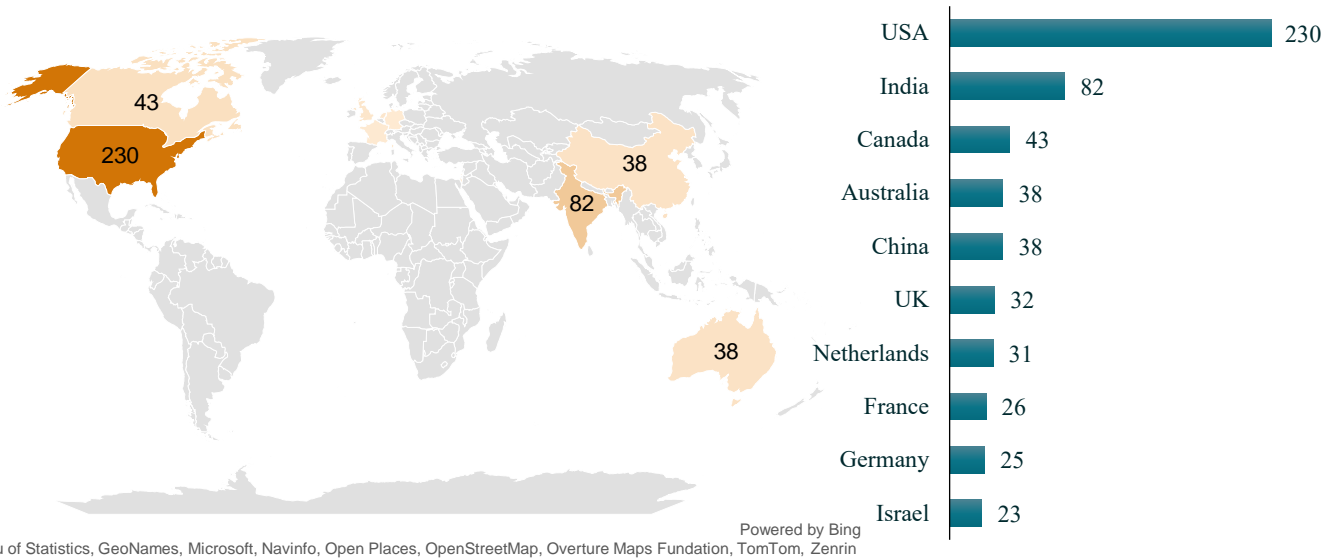 43
230
38
82
38
USA 230
India 82
Canada 43
Australia 38
China 38
UK 32
Netherlands 31
France 26
Germany 25
Israel 23
Powered by Bing
of Statistics, GeoNames, Microsoft, Navinfo, Open Places, OpenStreetMap, Overture Maps Fundation, TomTom, Zenrin